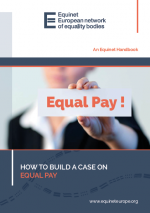 Equinet
European network
of equality bodies
An Equinet Handbook
Equal Pay !
HOW TO BUILD A CASE ON
EQUAL PAY
www.equineteurope.org